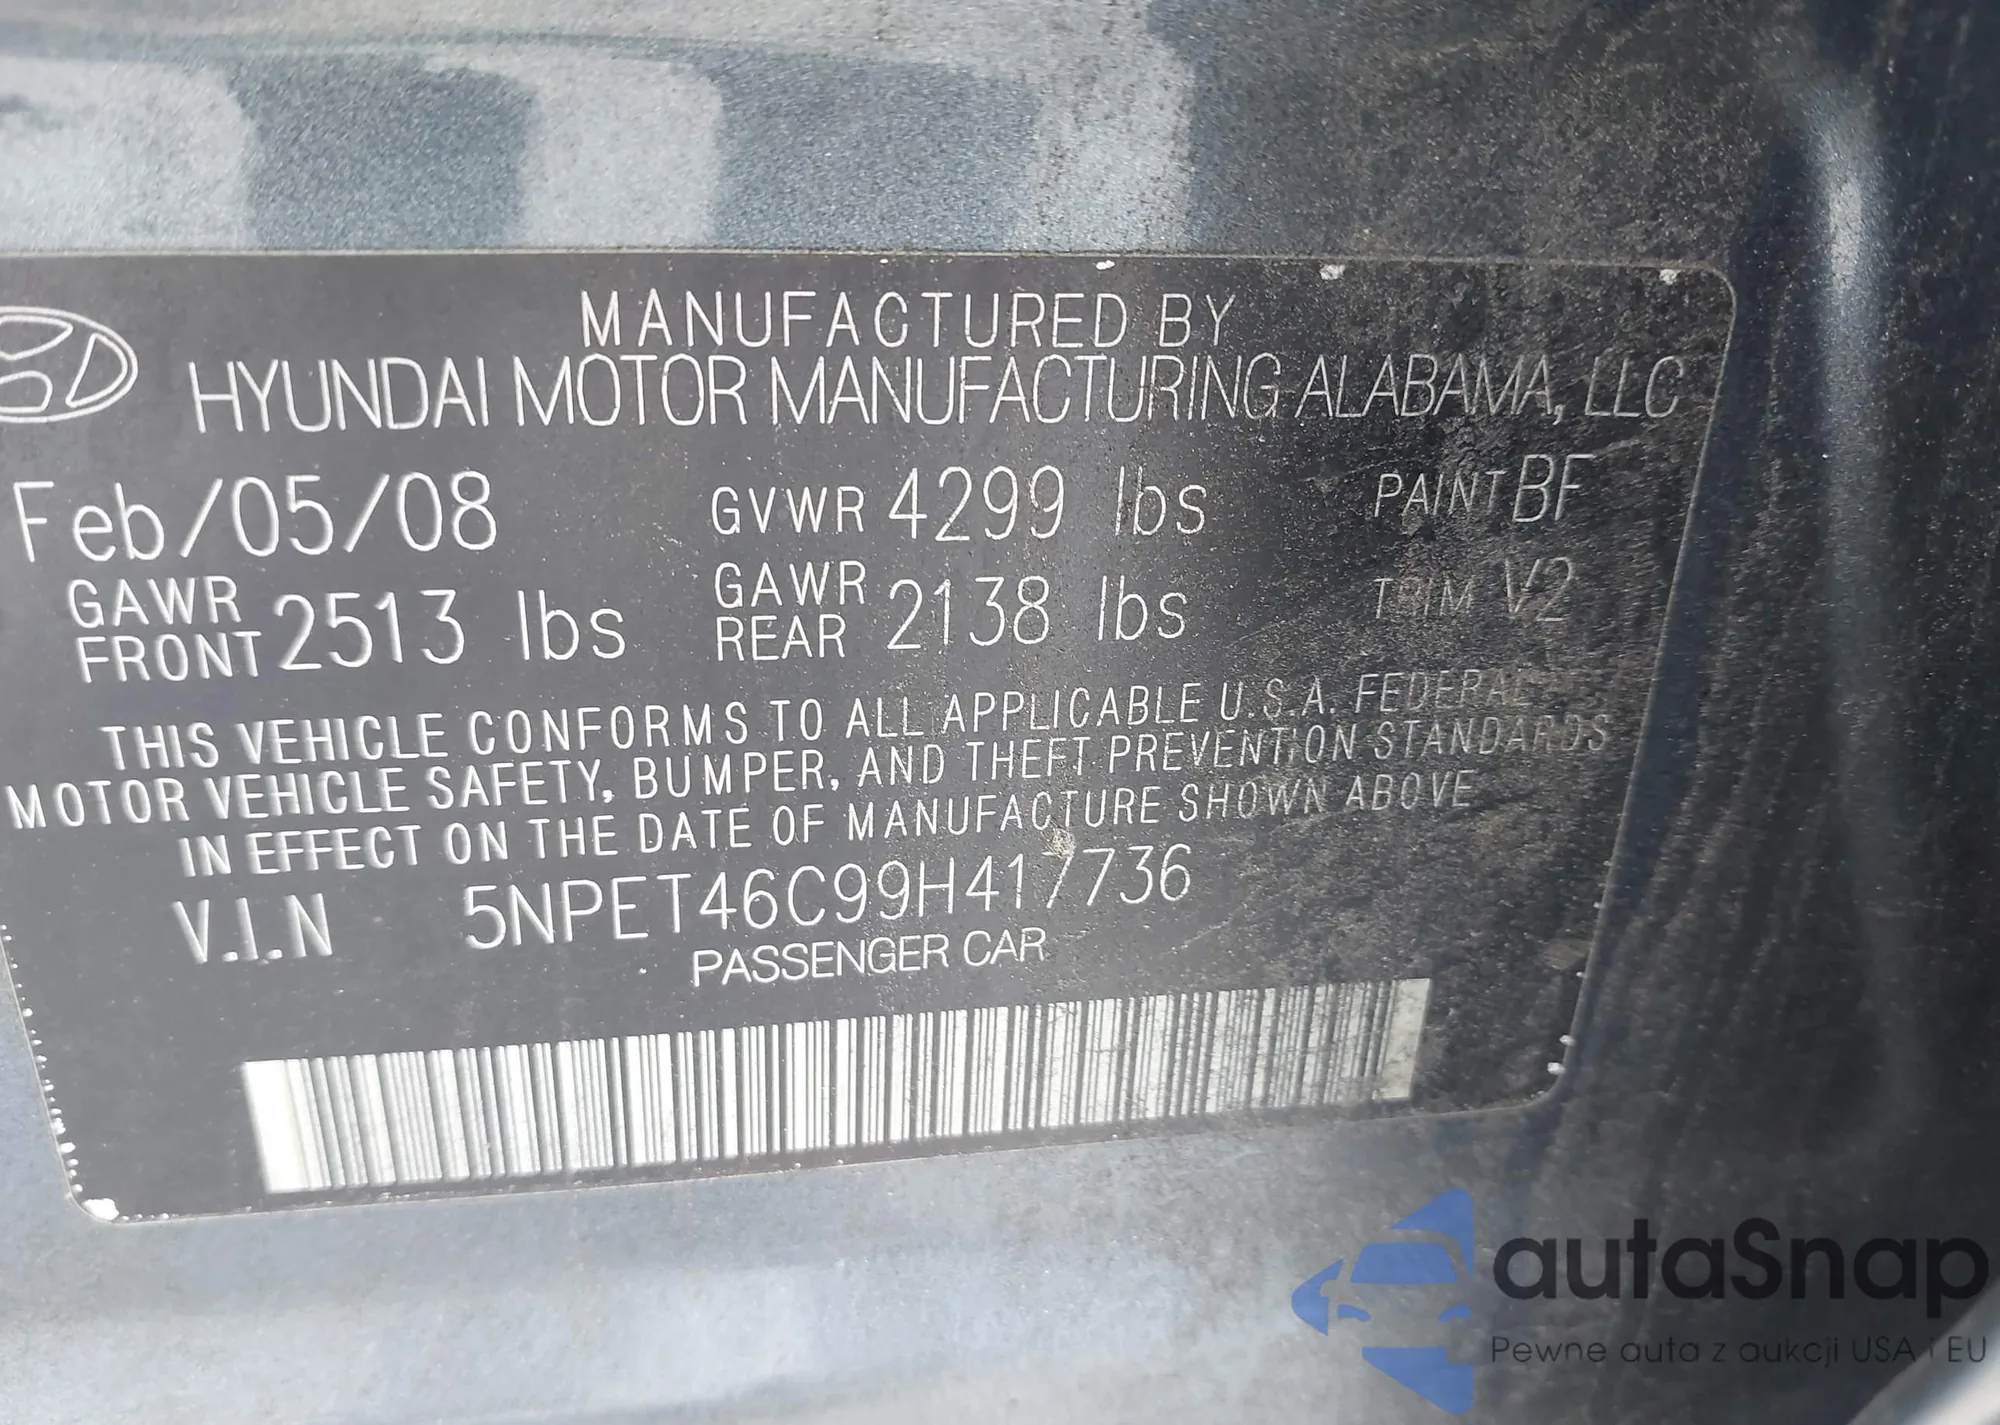 MANUFACTURED BY
HYUNDAI MOTOR MANUFACTURING ALABAMA, LLC
Feb/05/08 GVWR 4299 lbs PAINT BF
GAWR FRONT 2513 lbs GAWR REAR 2138 lbs TRIM V2
THIS VEHICLE CONFORMS TO ALL APPLICABLE U.S.A. FEDERAL
MOTOR VEHICLE SAFETY, BUMPER, AND THEFT PREVENTION STANDARDS
IN EFFECT ON THE DATE OF MANUFACTURE SHOWN ABOVE
V.I.N 5NPET46C99H417736
PASSENGER CAR
autaSnap
Pewne auta z aukcji USA i EU